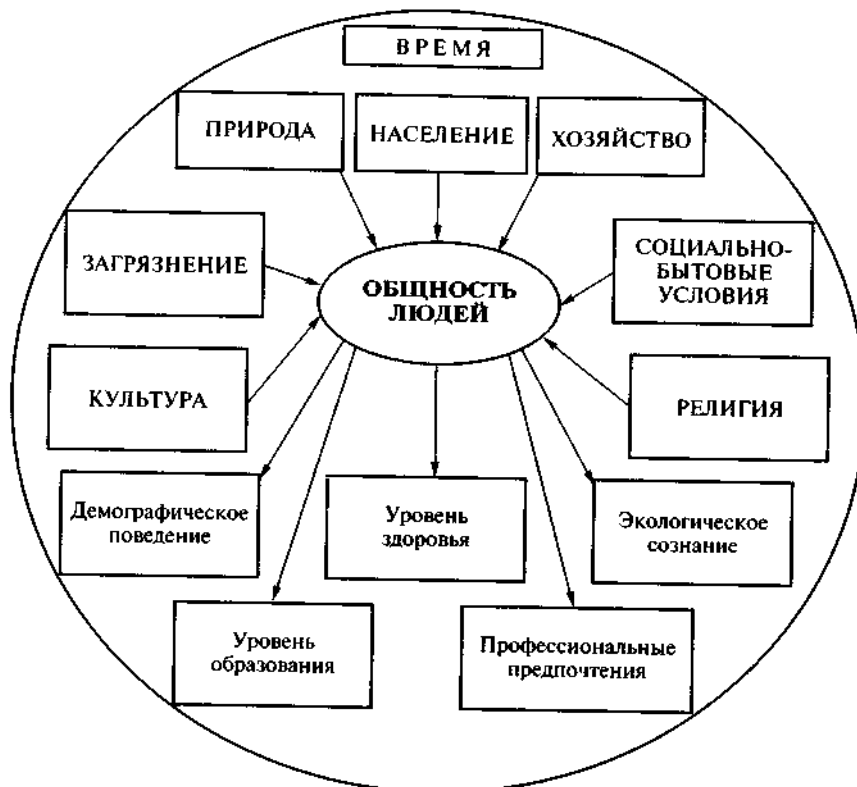 ВРЕМЯ
ПРИРОДА
НАСЕЛЕНИЕ
ХОЗЯЙСТВО
ЗАГРЯЗНЕНИЕ
ОБЩНОСТЬ
ЛЮДЕЙ
СОЦИАЛЬНО-
БЫТОВЫЕ
УСЛОВИЯ
КУЛЬТУРА
РЕЛИГИЯ
Демографическое
поведение
Уровень
здоровья
Экологическое
сознание
Уровень
образования
Профессиональные
предпочтения